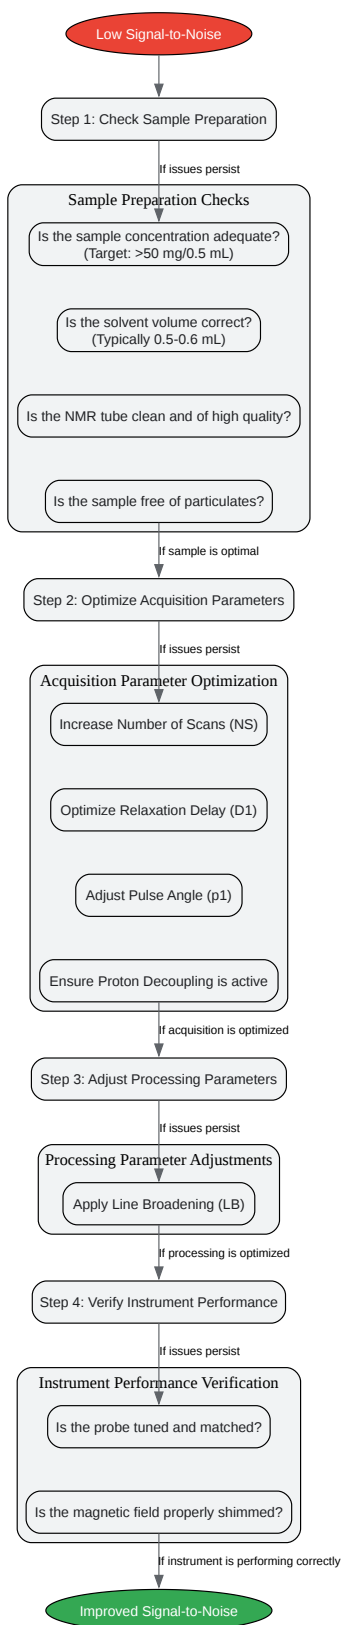 Low Signal-to-Noise
Step 1: Check Sample Preparation
If issues persist
Sample Preparation Checks
Is the sample concentration adequate?
(Target: >50 mg/0.5 mL)
Is the solvent volume correct?
(Typically 0.5-0.6 mL)
Is the NMR tube clean and of high quality?
Is the sample free of particulates?
If sample is optimal
Step 2: Optimize Acquisition Parameters
If issues persist
Acquisition Parameter Optimization
Increase Number of Scans (NS)
Optimize Relaxation Delay (D1)
Adjust Pulse Angle (p1)
Ensure Proton Decoupling is active
If acquisition is optimized
Step 3: Adjust Processing Parameters
If issues persist
Processing Parameter Adjustments
Apply Line Broadening (LB)
If processing is optimized
Step 4: Verify Instrument Performance
If issues persist
Instrument Performance Verification
Is the probe tuned and matched?
Is the magnetic field properly shimmed?
If instrument is performing correctly
Improved Signal-to-Noise